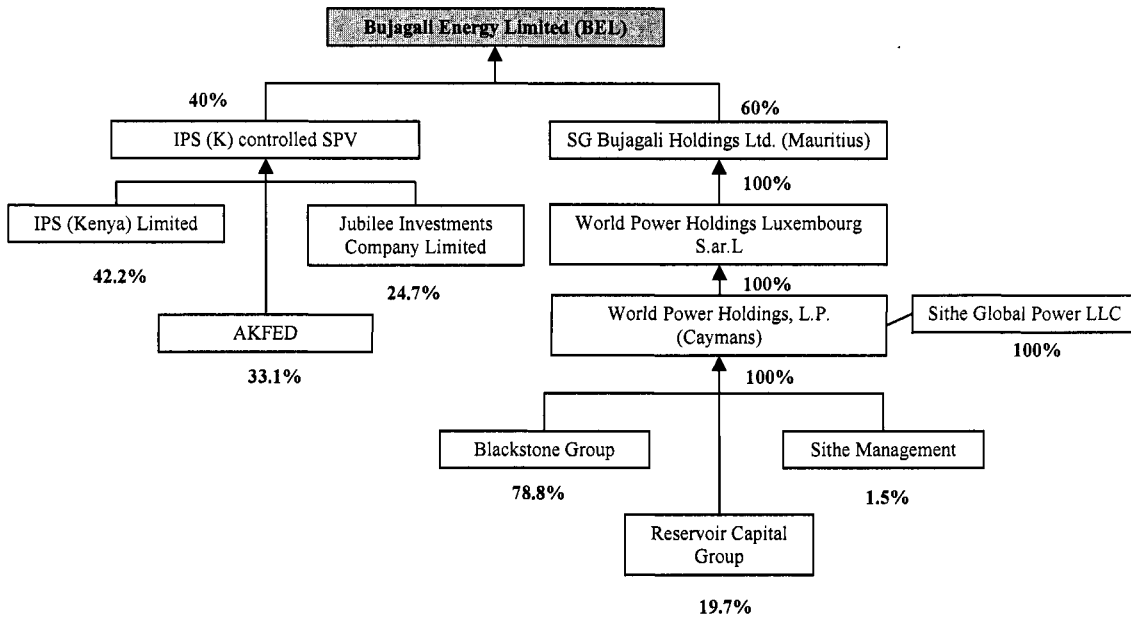 Bujagali Energy Limited (BEL)
40%
60%
IPS (K) controlled SPV
SG Bujagali Holdings Ltd. (Mauritius)
100%
IPS (Kenya) Limited
Jubilee Investments
Company Limited
World Power Holdings Luxembourg
S.ar.L
42.2%
24.7%
100%
AKFED
World Power Holdings, L.P.
(Caymans)
Sithe Global Power LLC
33.1%
100%
100%
Blackstone Group
Sithe Management
78.8%
1.5%
Reservoir Capital
Group
19.7%